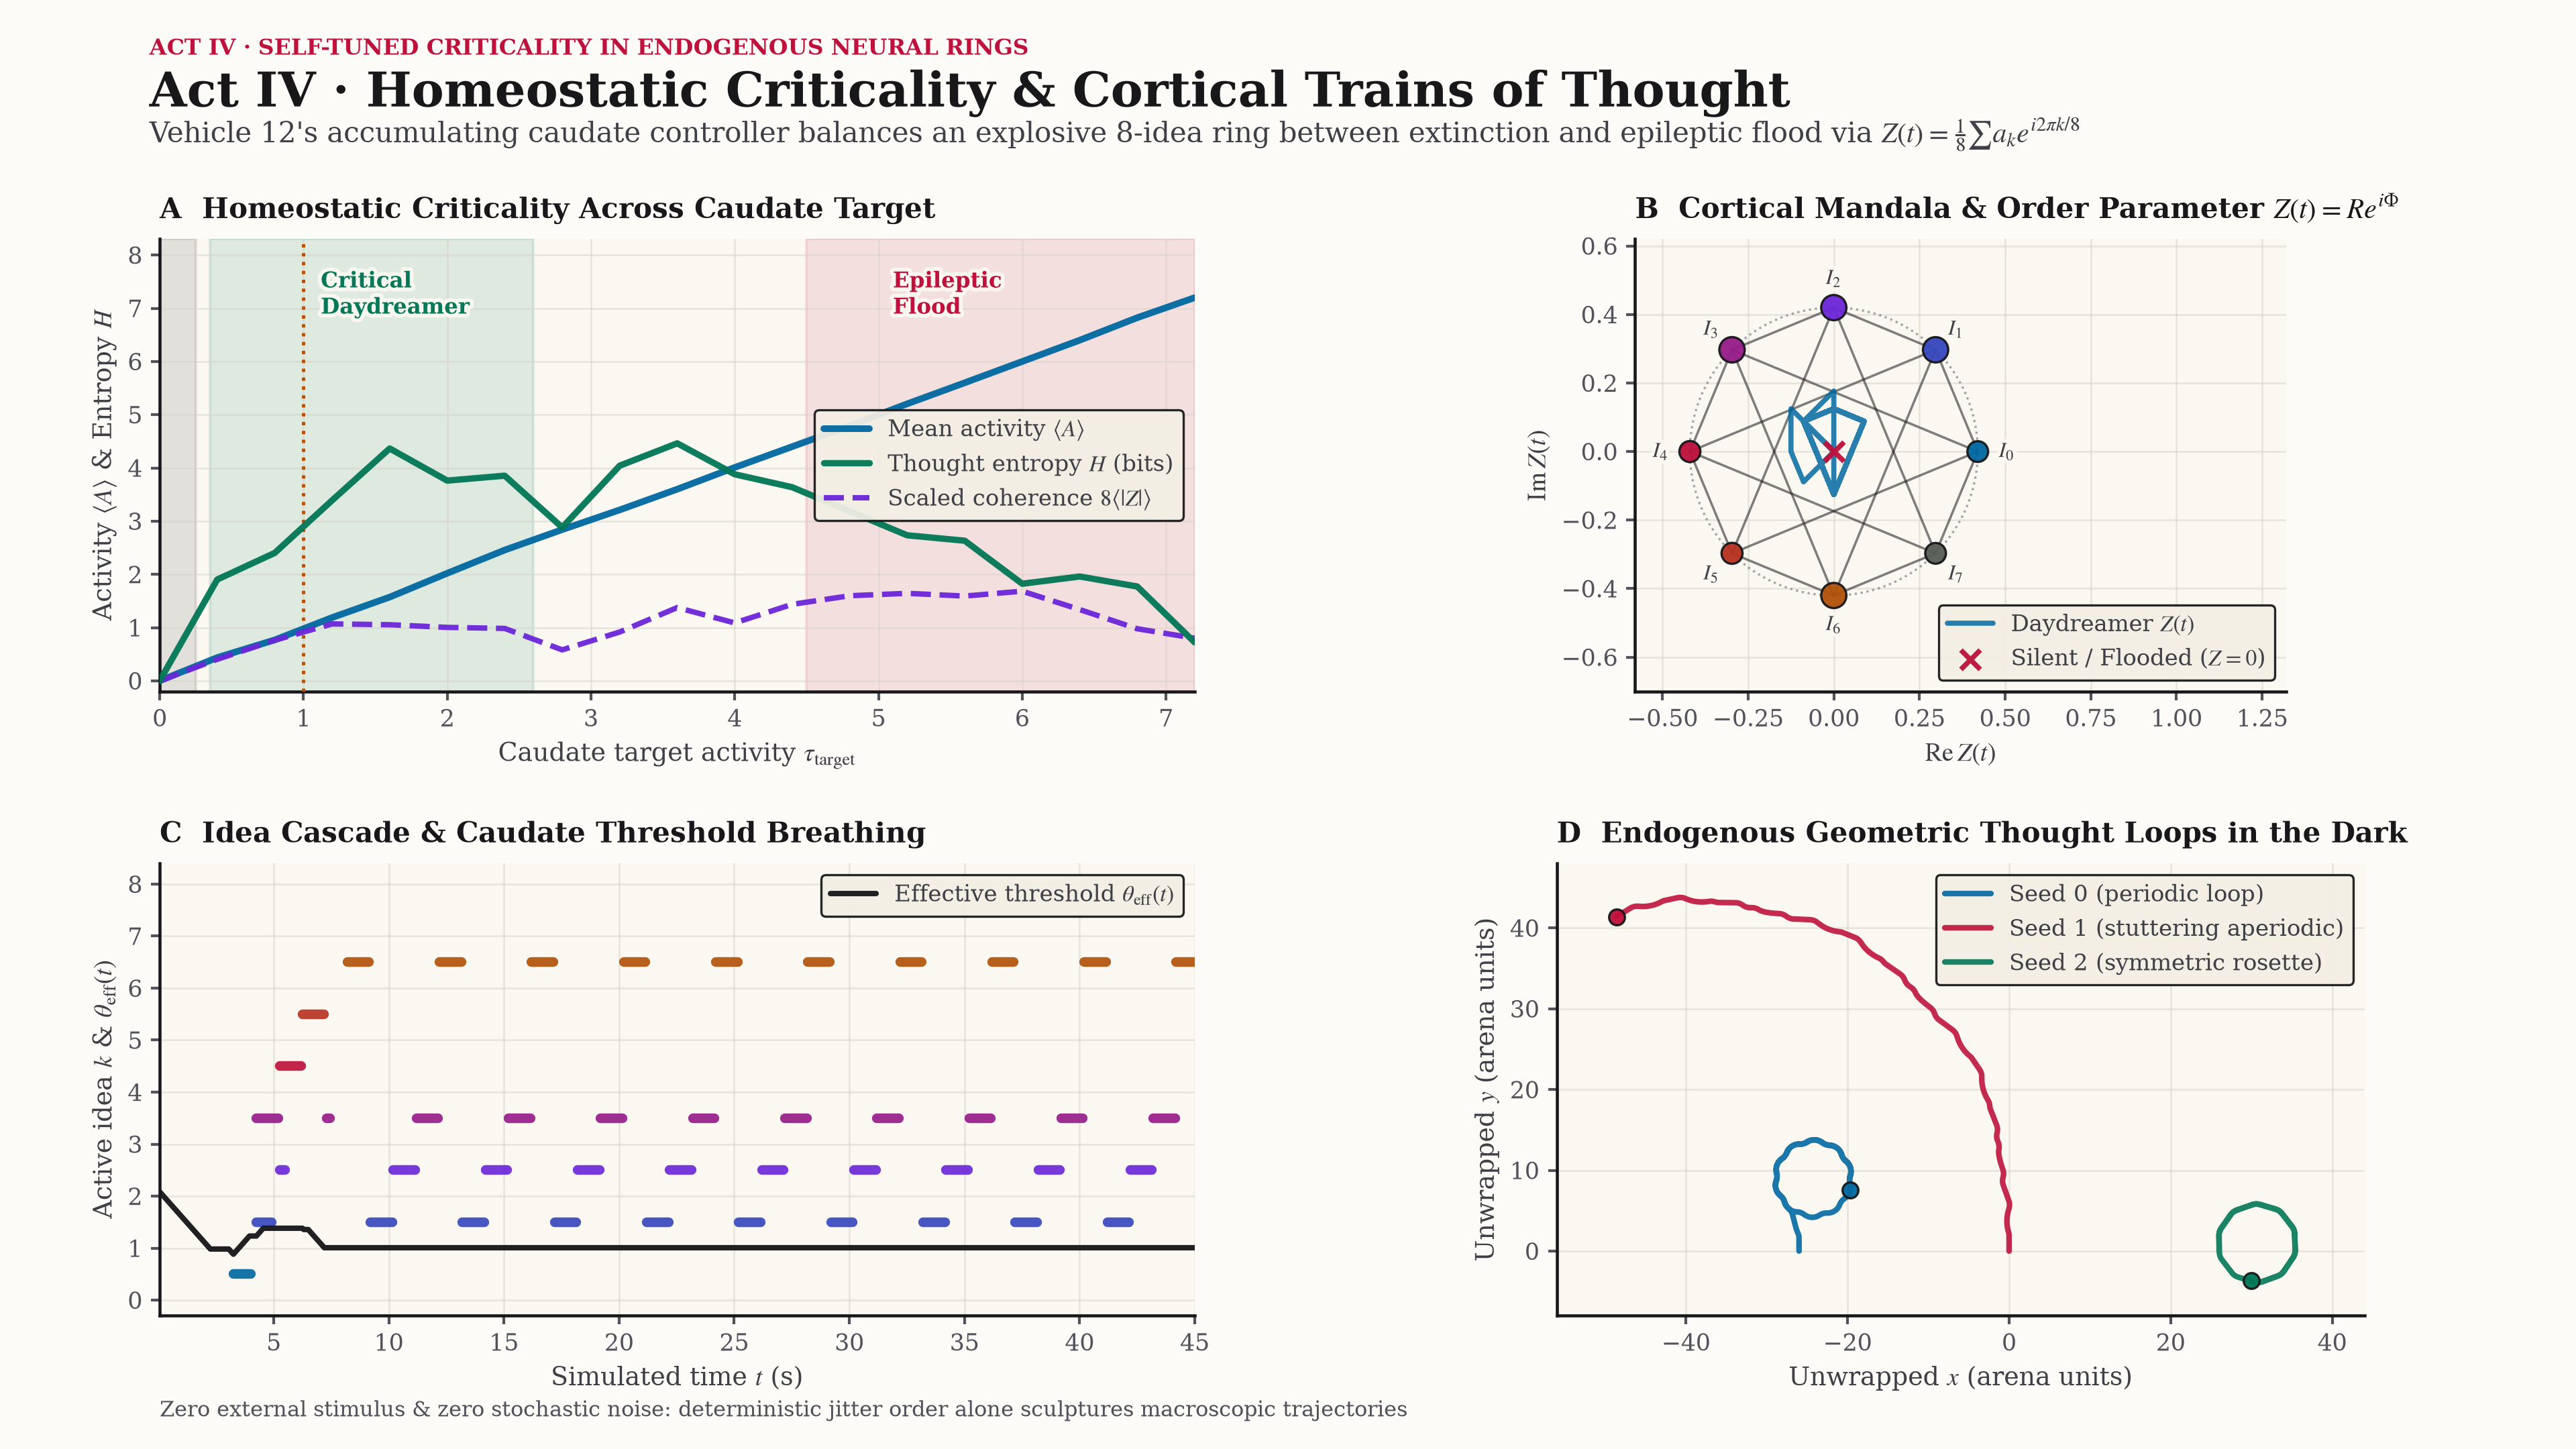 ACT IV · SELF-TUNED CRITICALITY IN ENDOGENOUS NEURAL RINGS
Act IV · Homeostatic Criticality & Cortical Trains of Thought
Vehicle 12's accumulating caudate controller balances an explosive 8-idea ring between extinction and epileptic flood via Z(t) = 1/8 ∑ a_k e^{i2πk/8}
A Homeostatic Criticality Across Caudate Target
Activity ⟨A⟩ & Entropy H
8
7
6
5
4
3
2
1
0
Critical
Daydreamer
Epileptic
Flood
Mean activity ⟨A⟩
Thought entropy H (bits)
Scaled coherence 8⟨|Z|⟩
0 1 2 3 4 5 6 7
Caudate target activity τ_target
B Cortical Mandala & Order Parameter Z(t) = Re^{iΦ}
Im Z(t)
0.6
0.4
0.2
0.0
−0.2
−0.4
−0.6
I_2
I_3 I_1
I_4 I_0
I_5 I_7
I_6
Daydreamer Z(t)
Silent / Flooded (Z = 0)
−0.50 −0.25 0.00 0.25 0.50 0.75 1.00 1.25
Re Z(t)
C Idea Cascade & Caudate Threshold Breathing
Active idea k & θ_eff(t)
8
7
6
5
4
3
2
1
0
Effective threshold θ_eff(t)
5 10 15 20 25 30 35 40 45
Simulated time t (s)
D Endogenous Geometric Thought Loops in the Dark
Unwrapped y (arena units)
40
30
20
10
0
Seed 0 (periodic loop)
Seed 1 (stuttering aperiodic)
Seed 2 (symmetric rosette)
−40 −20 0 20 40
Unwrapped x (arena units)
Zero external stimulus & zero stochastic noise: deterministic jitter order alone sculptures macroscopic trajectories